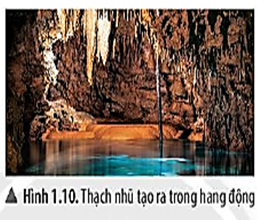 ▲ Hình 1.10. Thạch nhũ tạo ra trong hang động